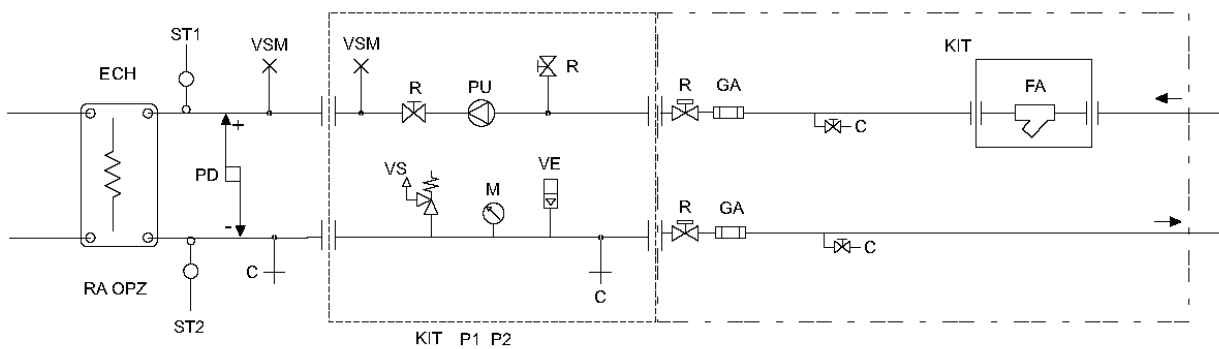 ST1
VSM
VSM
KIT
ECH
R
PU
R
R
GA
FA
C
+
PD
-
VS
M
VE
R
GA
C
C
C
RA OPZ
ST2
KIT P1 P2